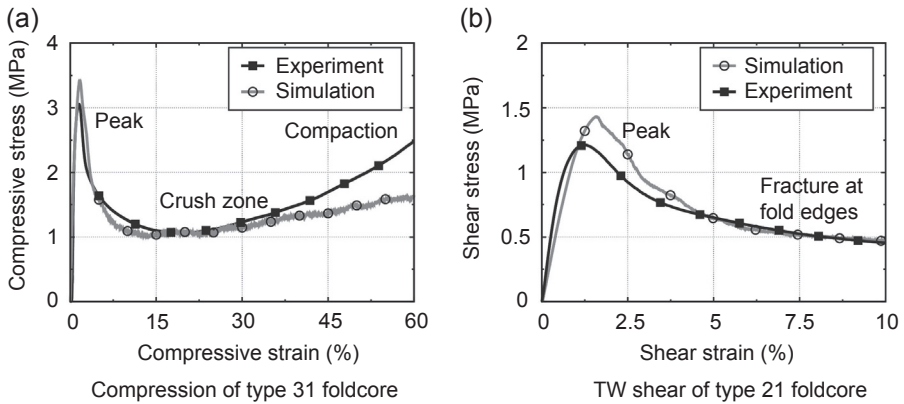 (a)
Compressive stress (MPa)
4
3
2
1
0
Experiment
Simulation
Peak
Compaction
Crush zone
0 15 30 45 60
Compressive strain (%)
Compression of type 31 foldcore
(b)
Shear stress (MPa)
2
1.5
1
0.5
0
Simulation
Experiment
Peak
Fracture at
fold edges
0 2.5 5 7.5 10
Shear strain (%)
TW shear of type 21 foldcore